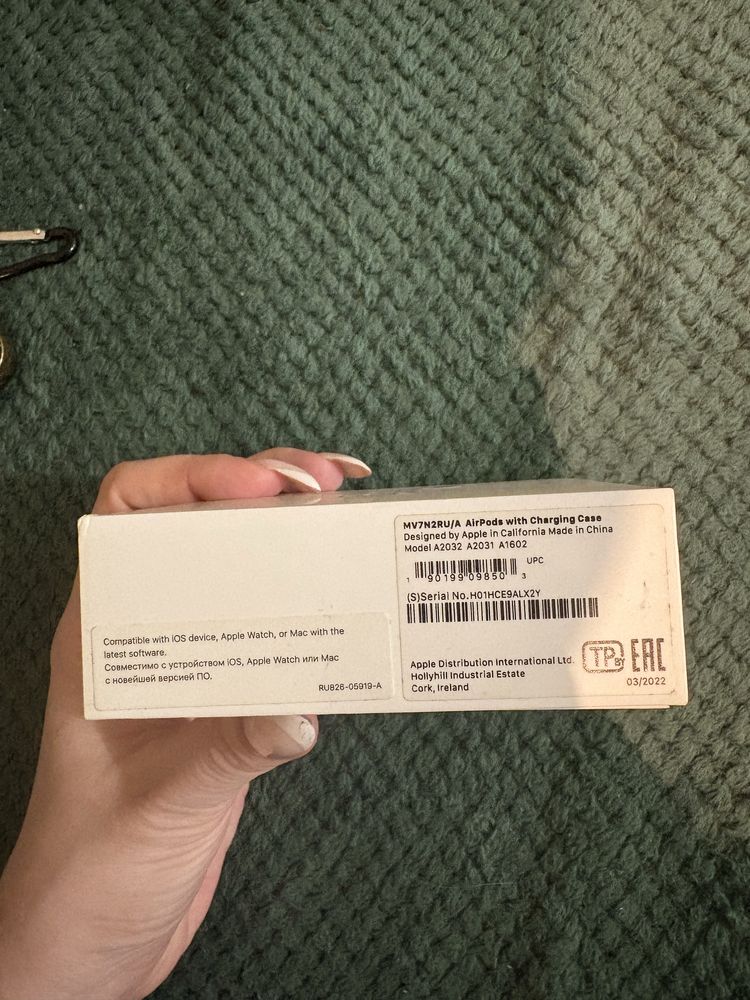 MV7N2RU/A AirPods with Charging Case
Designed by Apple in California Made in China
Model A2032 A2031 A1602
UPC
1 90199 09850 3
(S)Serial No.H01HCE9ALX2Y
Apple Distribution International Ltd.
Hollyhill Industrial Estate
Cork, Ireland
TP BY EAC
03/2022
Compatible with iOS device, Apple Watch, or Mac with the
latest software.
Совместимо с устройством iOS, Apple Watch или Mac
с новейшей версией ПО.
RU826-05919-A